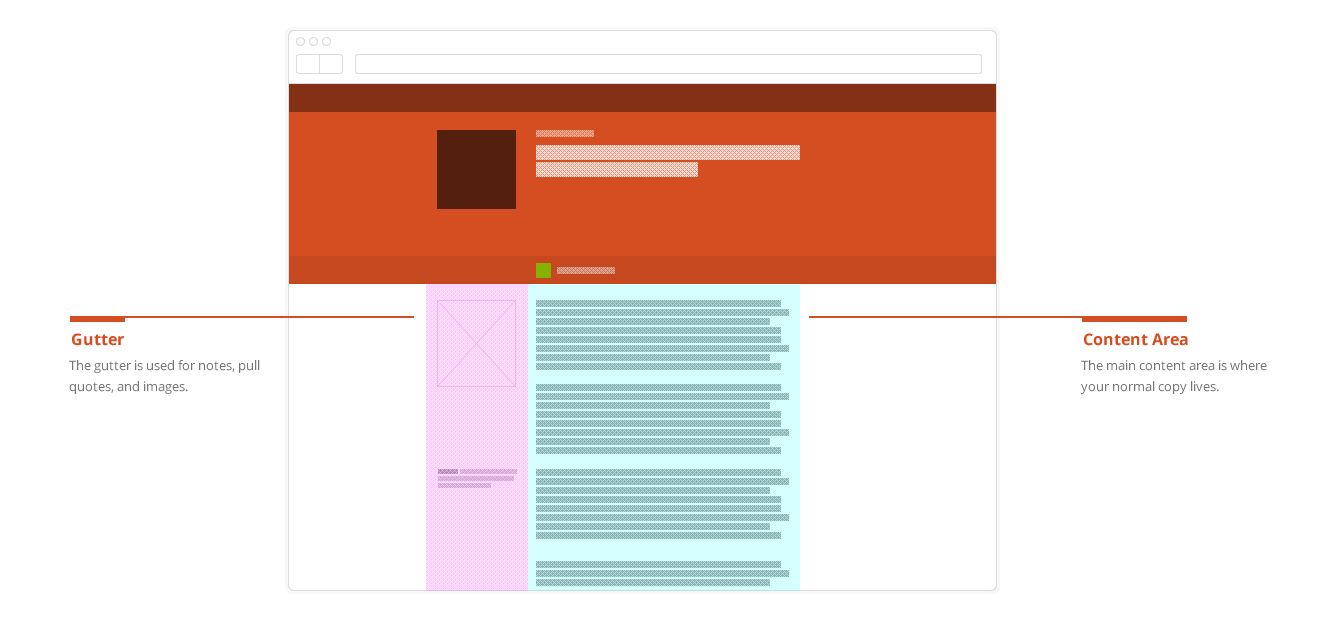 Gutter
The gutter is used for notes, pull
quotes, and images.
Content Area
The main content area is where
your normal copy lives.